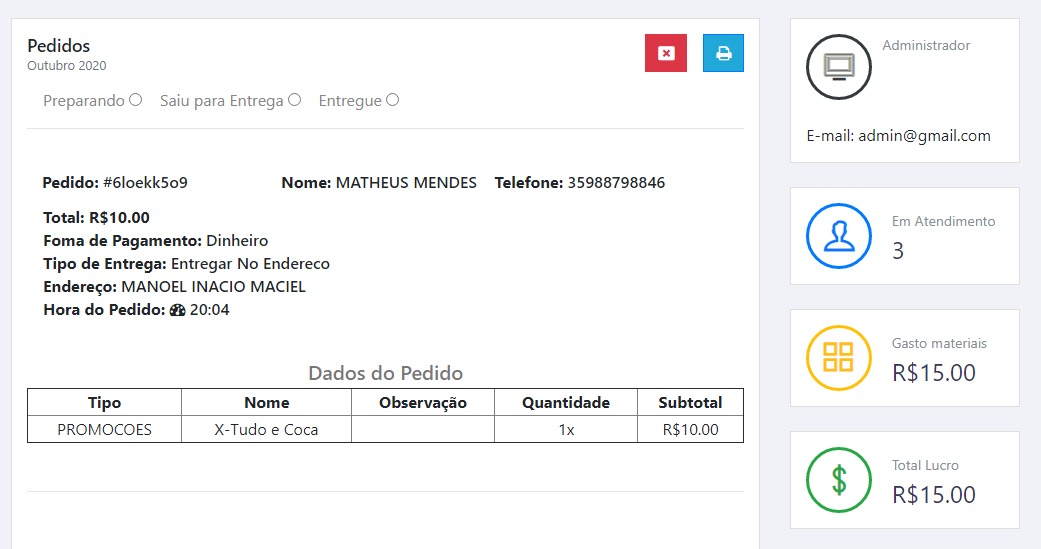 Pedidos
Outubro 2020
Preparando Saiu para Entrega Entregue
Pedido: #6loekk5o9 Nome: MATHEUS MENDES Telefone: 35988798846
Total: R$10.00
Foma de Pagamento: Dinheiro
Tipo de Entrega: Entregar No Endereco
Endereço: MANOEL INACIO MACIEL
Hora do Pedido: 20:04
Dados do Pedido
Tipo Nome Observação Quantidade Subtotal
PROMOCOES X-Tudo e Coca 1x R$10.00
Administrador
E-mail: admin@gmail.com
Em Atendimento
3
Gasto materiais
R$15.00
Total Lucro
R$15.00